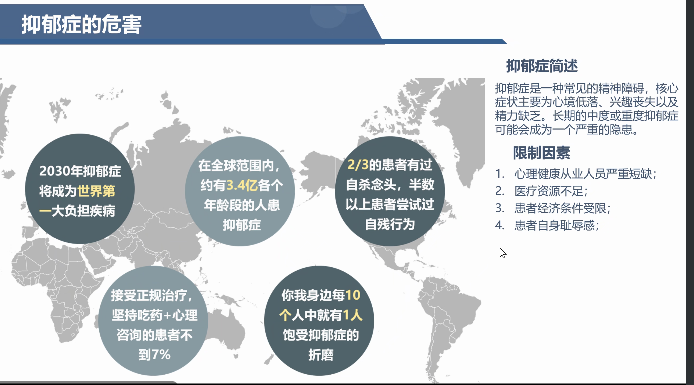 抑郁症的危害
2030年抑郁症
将成为世界第
一大负担疾病
在全球范围内，
约有3.4亿各个
年龄段的人患
抑郁症
2/3的患者有过
自杀念头，半数
以上患者尝试过
自残行为
接受正规治疗，
坚持吃药+心理
咨询的患者不
到7%
你我身边每10
个人中就有1人
饱受抑郁症的
折磨
抑郁症简述
抑郁症是一种常见的精神障碍，核心
症状主要为心境低落、兴趣丧失以及
精力缺乏。长期的中度或重度抑郁症
可能会成为一个严重的隐患。
限制因素
1. 心理健康从业人员严重短缺；
2. 医疗资源不足；
3. 患者经济条件受限；
4. 患者自身耻辱感；